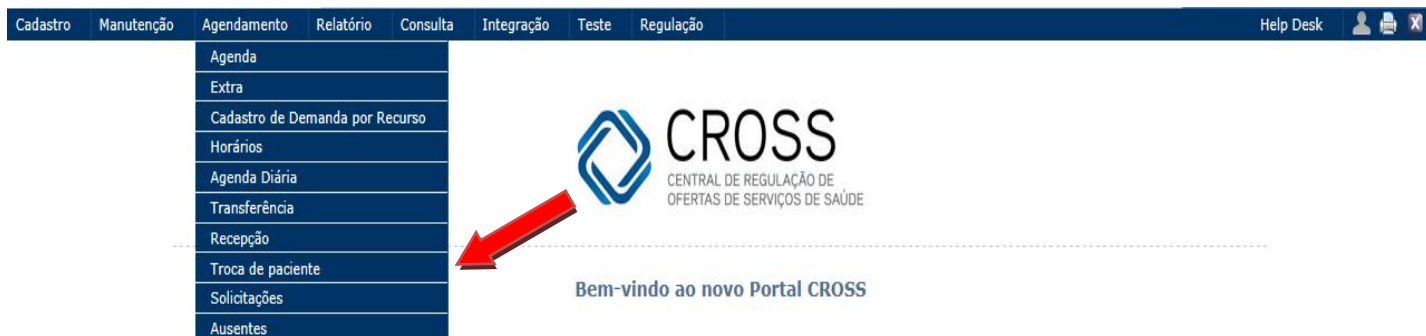 Cadastro Manutenção Agendamento Relatório Consulta Integração Teste Regulação Help Desk
Agenda
Extra
Cadastro de Demanda por Recurso
Horários
Agenda Diária
Transferência
Recepção
Troca de paciente
Solicitações
Ausentes
CROSS
CENTRAL DE REGULAÇÃO DE
OFERTAS DE SERVIÇOS DE SAÚDE
Bem-vindo ao novo Portal CROSS